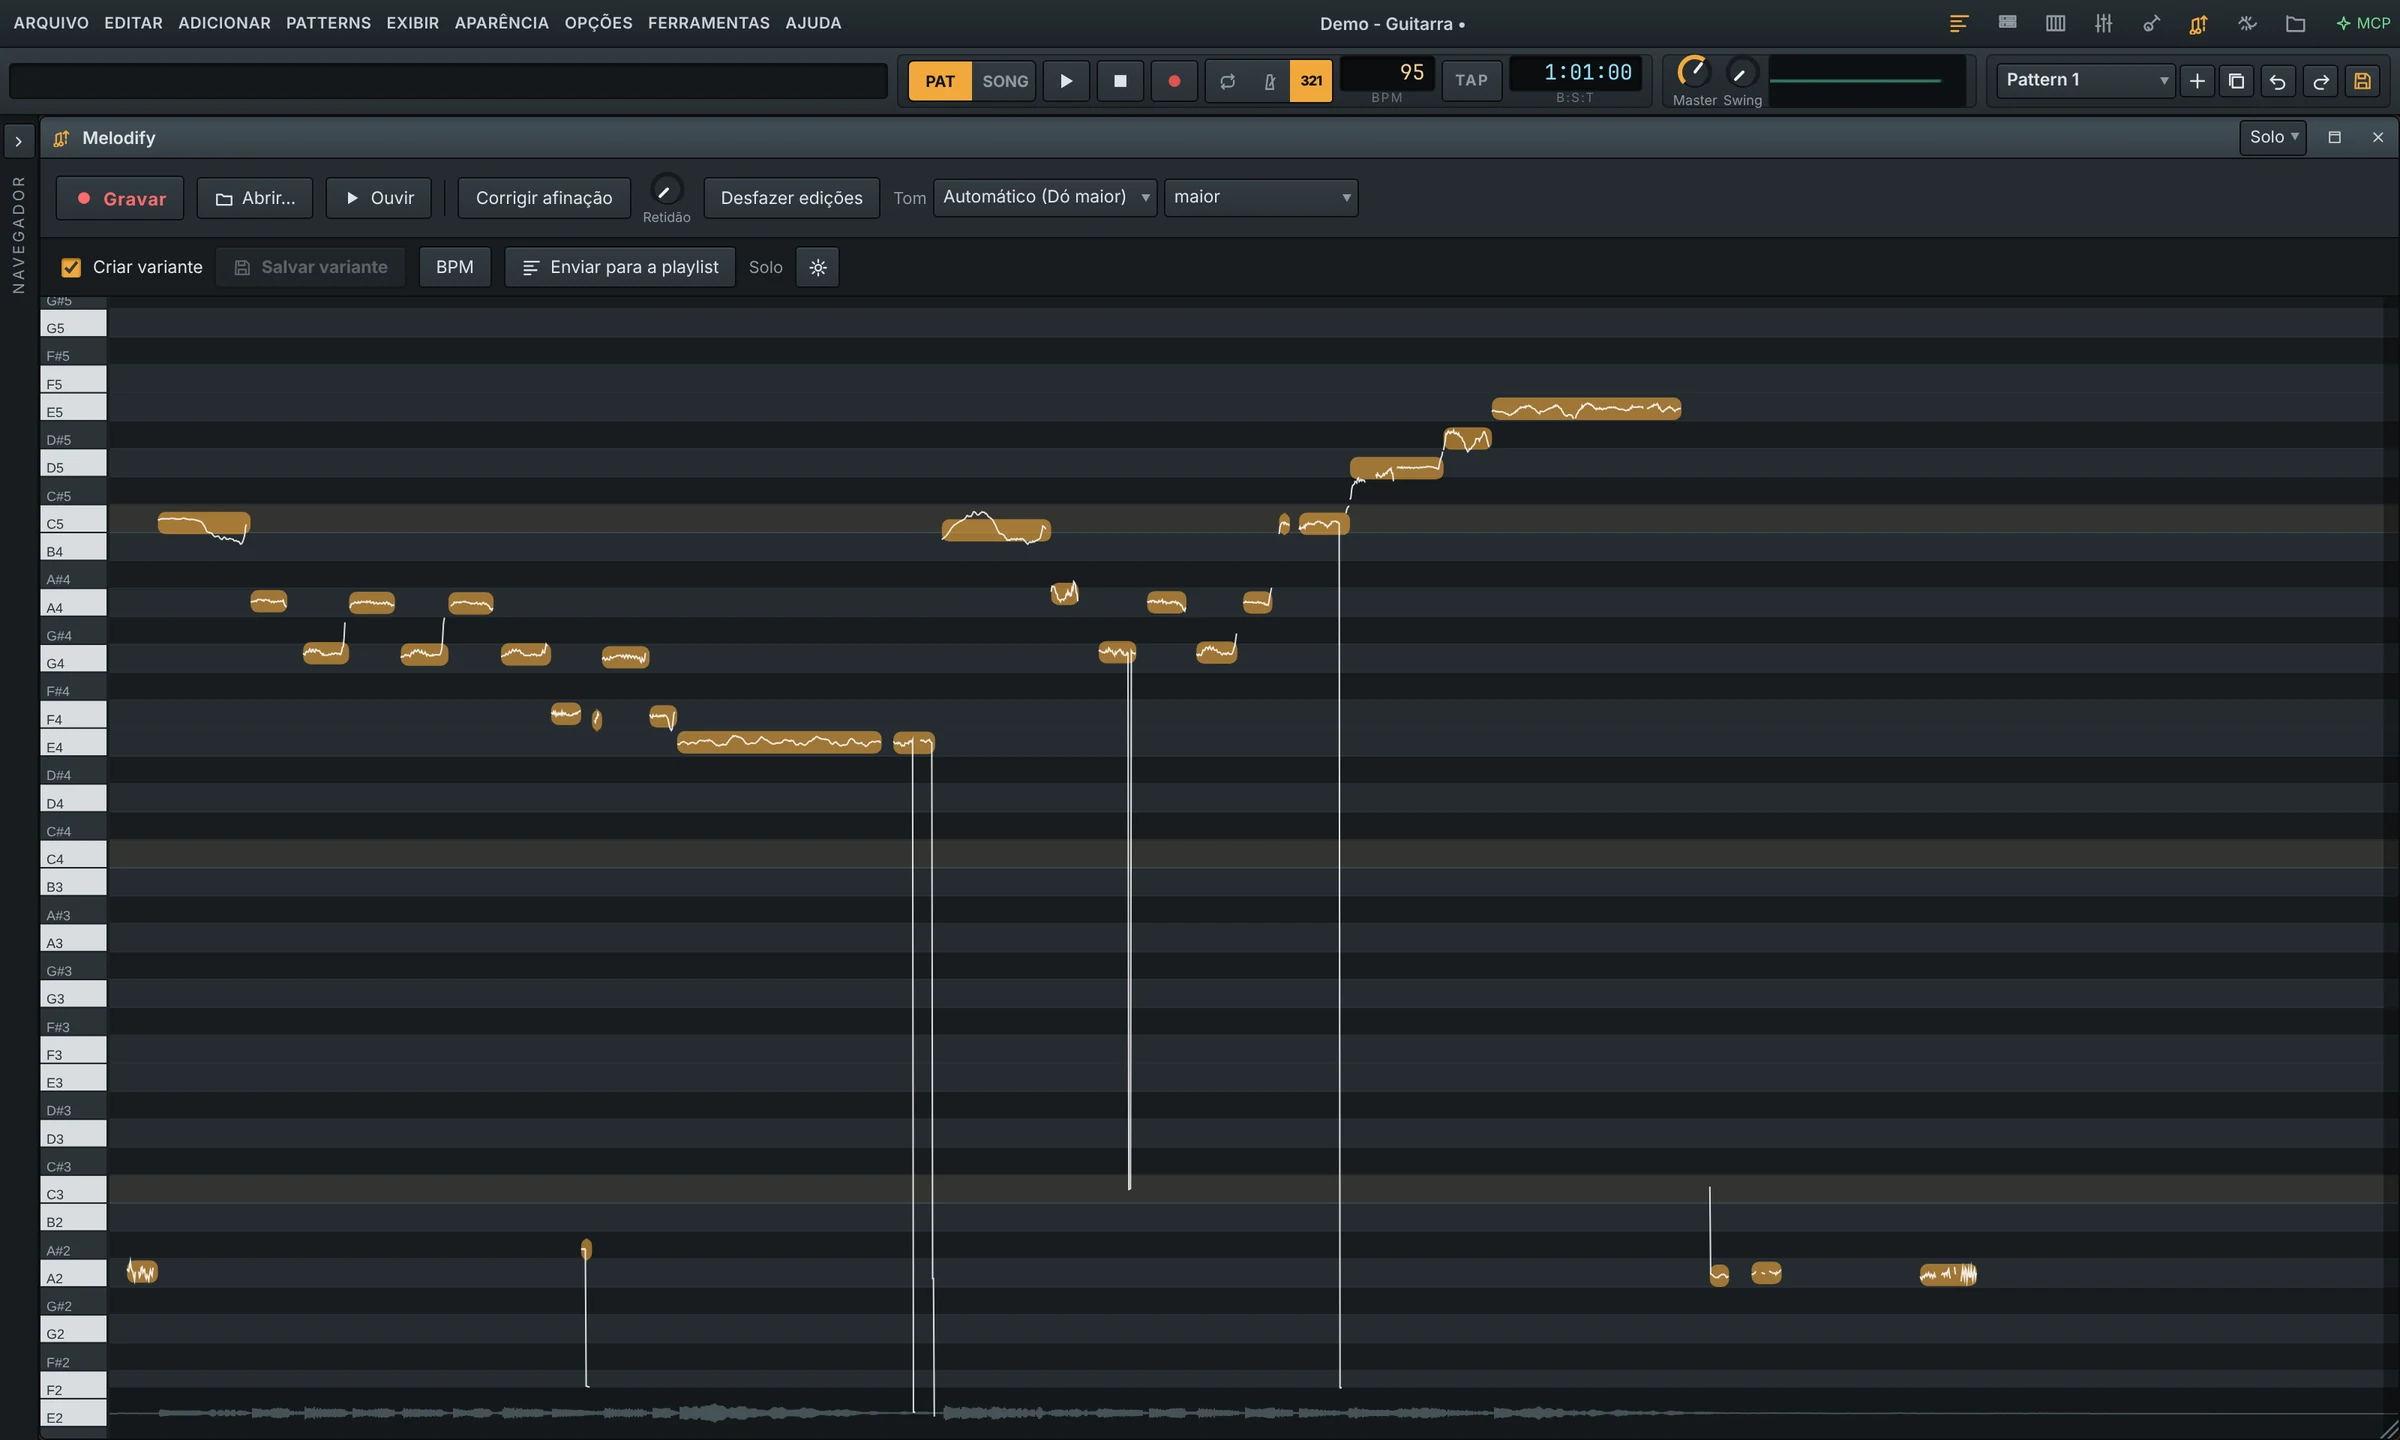 ARQUIVO EDITAR ADICIONAR PATTERNS EXIBIR APARÊNCIA OPÇÕES FERRAMENTAS AJUDA Demo - Guitarra • MCP
PAT SONG 321 95 BPM TAP 1:01:00 B:S:T Master Swing Pattern 1
NAVEGADOR
Melodify Solo
Gravar Abrir... Ouvir Corrigir afinação Retidão Desfazer edições Tom Automático (Dó maior) maior
Criar variante Salvar variante BPM Enviar para a playlist Solo
G#5
G5
F#5
F5
E5
D#5
D5
C#5
C5
B4
A#4
A4
G#4
G4
F#4
F4
E4
D#4
D4
C#4
C4
B3
A#3
A3
G#3
G3
F#3
F3
E3
D#3
D3
C#3
C3
B2
A#2
A2
G#2
G2
F#2
F2
E2